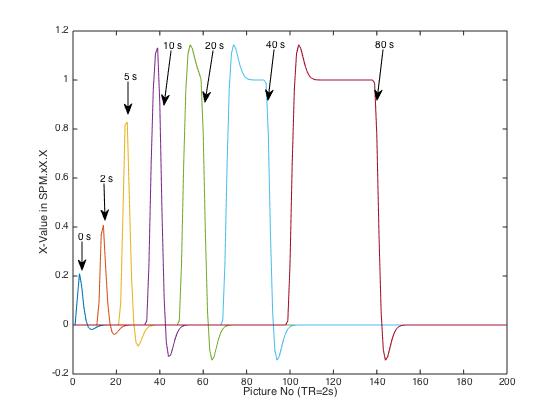 1.2
1
0.8
0.6
0.4
0.2
0
-0.2
X-Value in SPM.xX.X
0 s
2 s
5 s
10 s
20 s
40 s
80 s
0 20 40 60 80 100 120 140 160 180 200
Picture No (TR=2s)